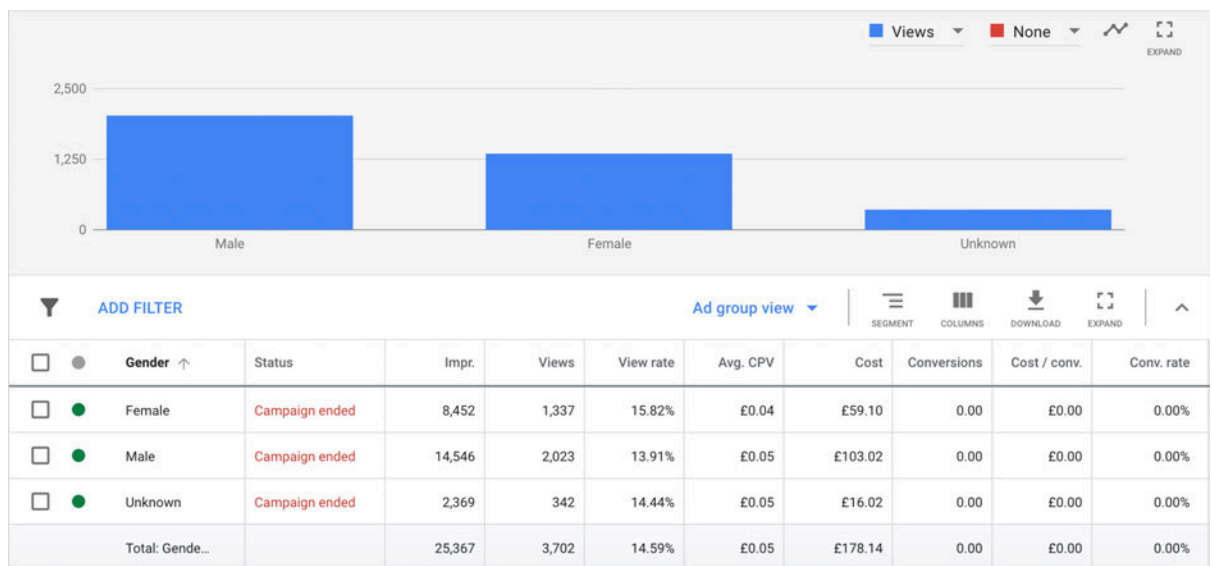 Views None
EXPAND
2,500
1,250
0
Male Female Unknown
ADD FILTER Ad group view
SEGMENT COLUMNS DOWNLOAD EXPAND
Gender Status Impr. Views View rate Avg. CPV Cost Conversions Cost / conv. Conv. rate
Female Campaign ended 8,452 1,337 15.82% £0.04 £59.10 0.00 £0.00 0.00%
Male Campaign ended 14,546 2,023 13.91% £0.05 £103.02 0.00 £0.00 0.00%
Unknown Campaign ended 2,369 342 14.44% £0.05 £16.02 0.00 £0.00 0.00%
Total: Gende... 25,367 3,702 14.59% £0.05 £178.14 0.00 £0.00 0.00%